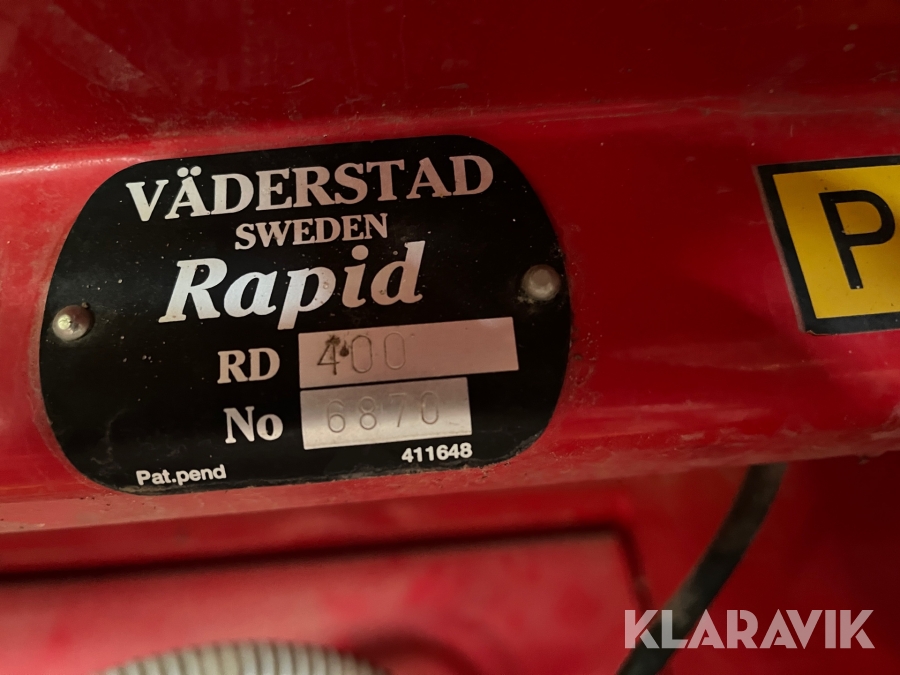 VÄDERSTAD
SWEDEN
Rapid
RD 400
No 6870
411648
Pat.pend
P
KLARAVIK